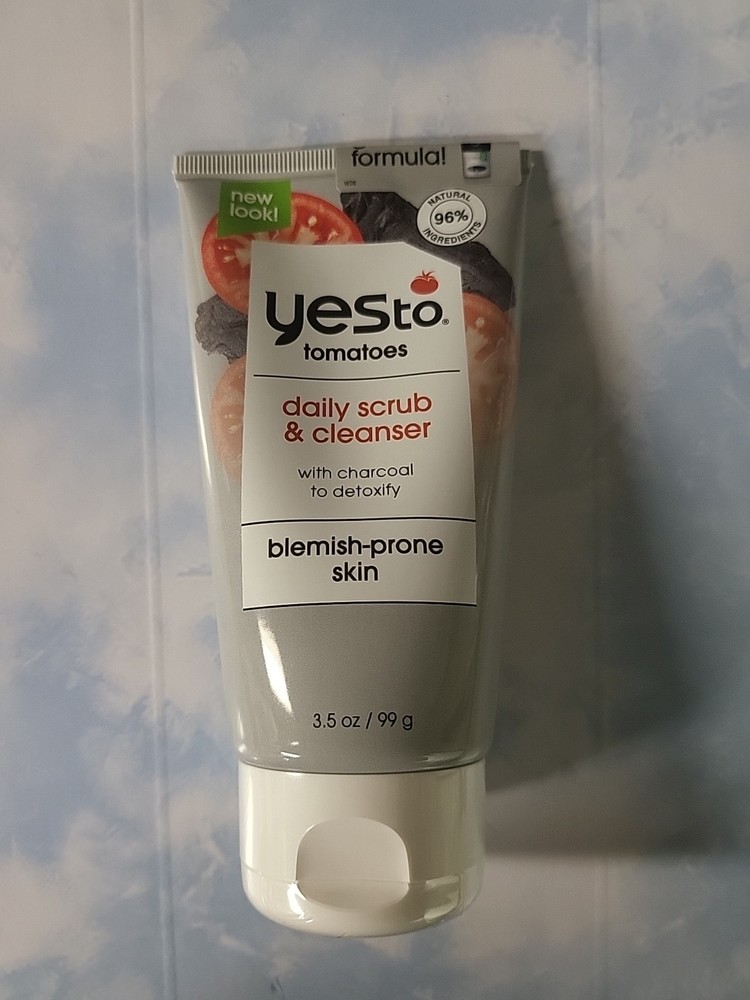 formula!
new
look!
NATURAL
96%
INGREDIENTS
yesto®
tomatoes
daily scrub
& cleanser
with charcoal
to detoxify
blemish-prone
skin
3.5 oz / 99 g